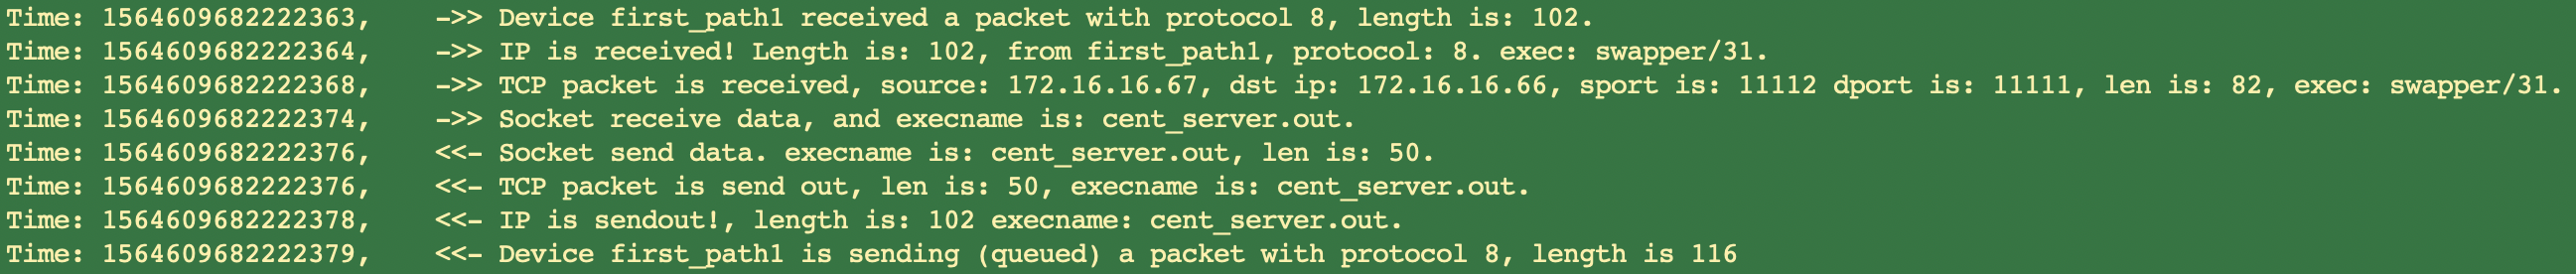 Time: 1564609682222363,    ->> Device first_path1 received a packet with protocol 8, length is: 102.
Time: 1564609682222364,    ->> IP is received! Length is: 102, from first_path1, protocol: 8. exec: swapper/31.
Time: 1564609682222368,    ->> TCP packet is received, source: 172.16.16.67, dst ip: 172.16.16.66, sport is: 11112 dport is: 11111, len is: 82, exec: swapper/31.
Time: 1564609682222374,    ->> Socket receive data, and execname is: cent_server.out.
Time: 1564609682222376,    <<- Socket send data. execname is: cent_server.out, len is: 50.
Time: 1564609682222376,    <<- TCP packet is send out, len is: 50, execname is: cent_server.out.
Time: 1564609682222378,    <<- IP is sendout!, length is: 102 execname: cent_server.out.
Time: 1564609682222379,    <<- Device first_path1 is sending (queued) a packet with protocol 8, length is 116